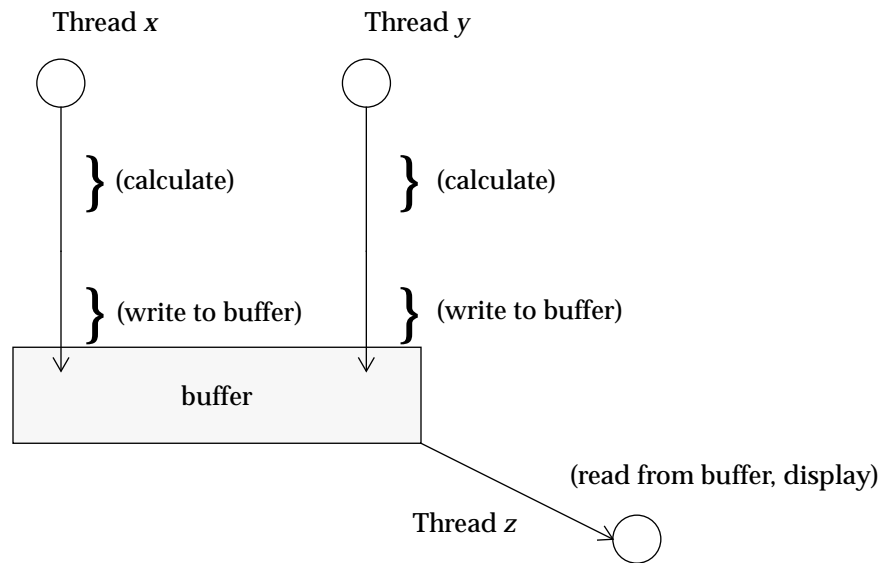 Thread x
Thread y
} (calculate)
} (calculate)
} (write to buffer)
} (write to buffer)
buffer
(read from buffer, display)
Thread z